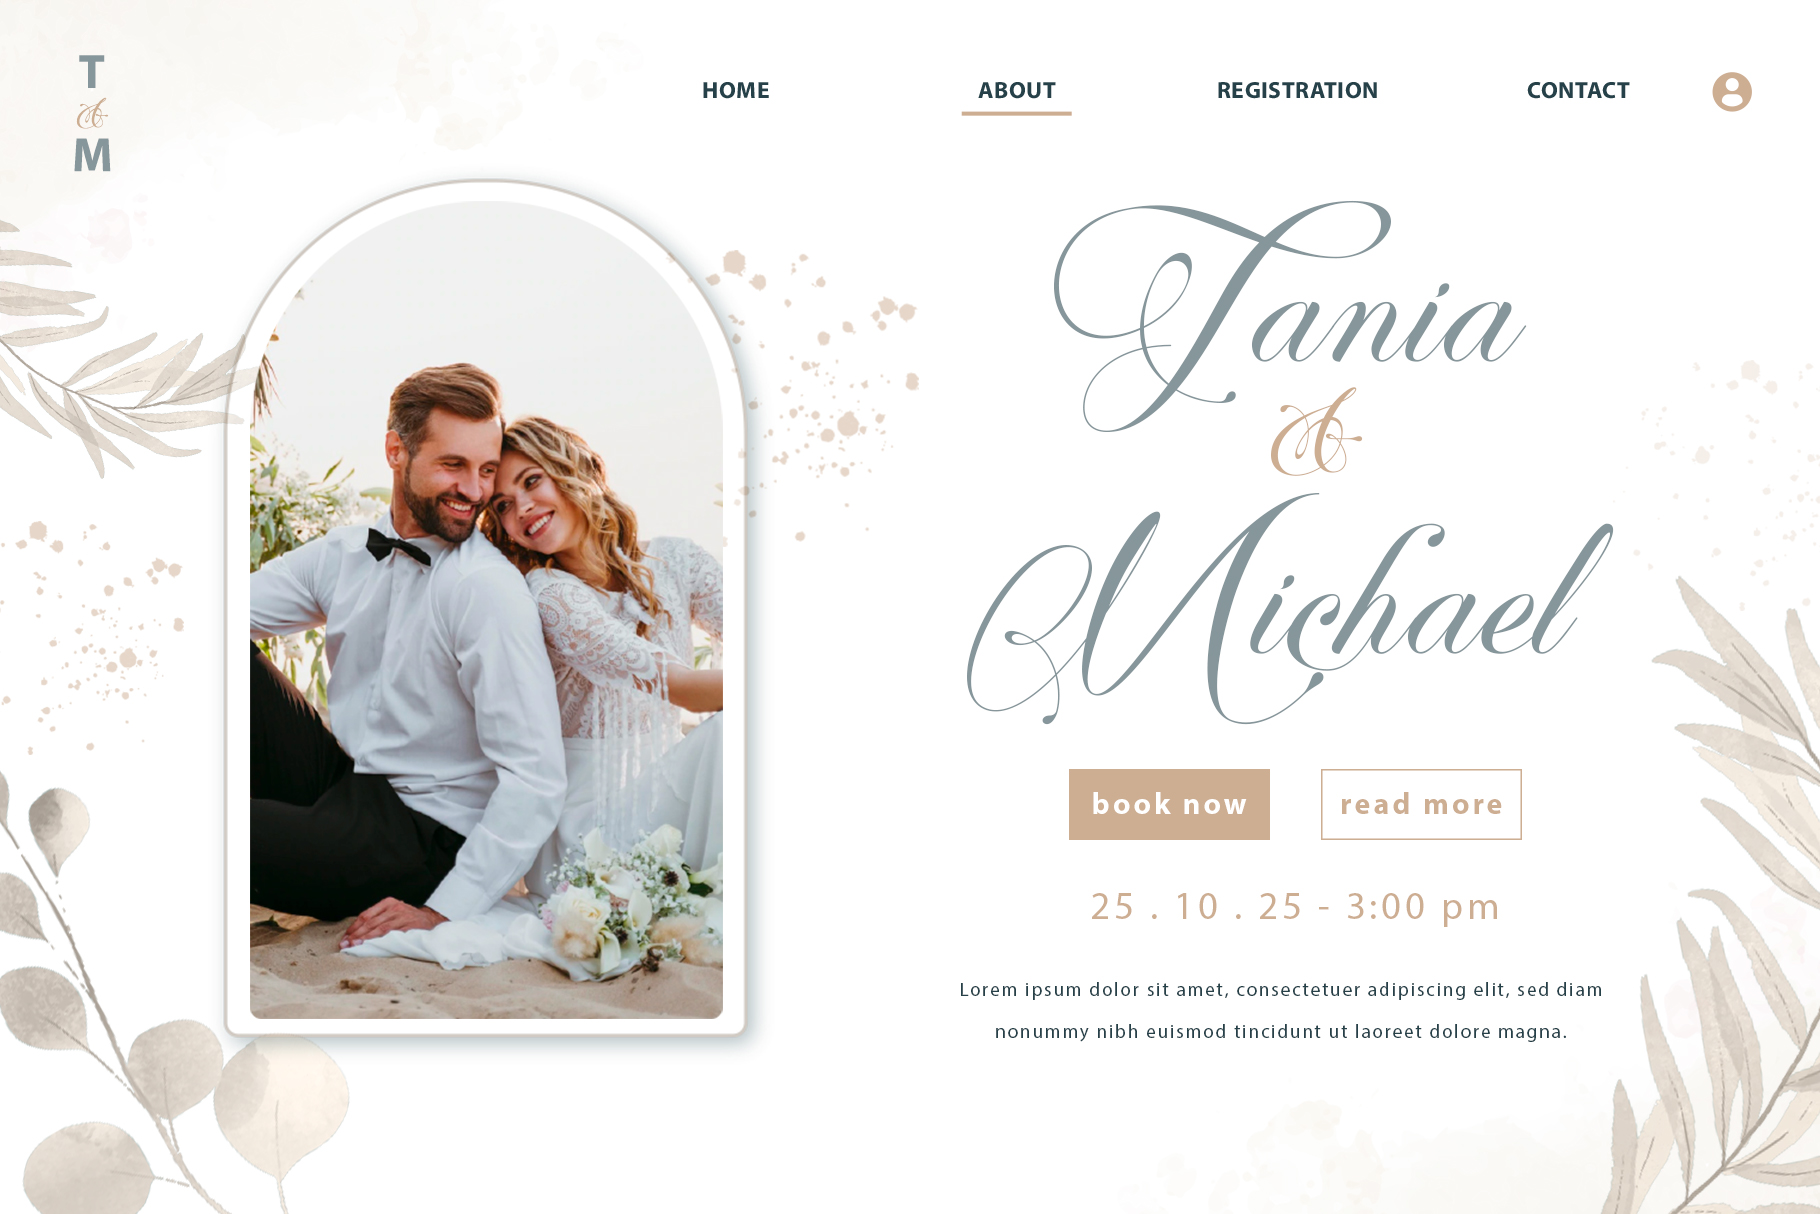 T
&
M
HOME ABOUT REGISTRATION CONTACT
Tania
&
Michael
book now read more
25 . 10 . 25 - 3:00 pm
Lorem ipsum dolor sit amet, consectetuer adipiscing elit, sed diam
nonummy nibh euismod tincidunt ut laoreet dolore magna.